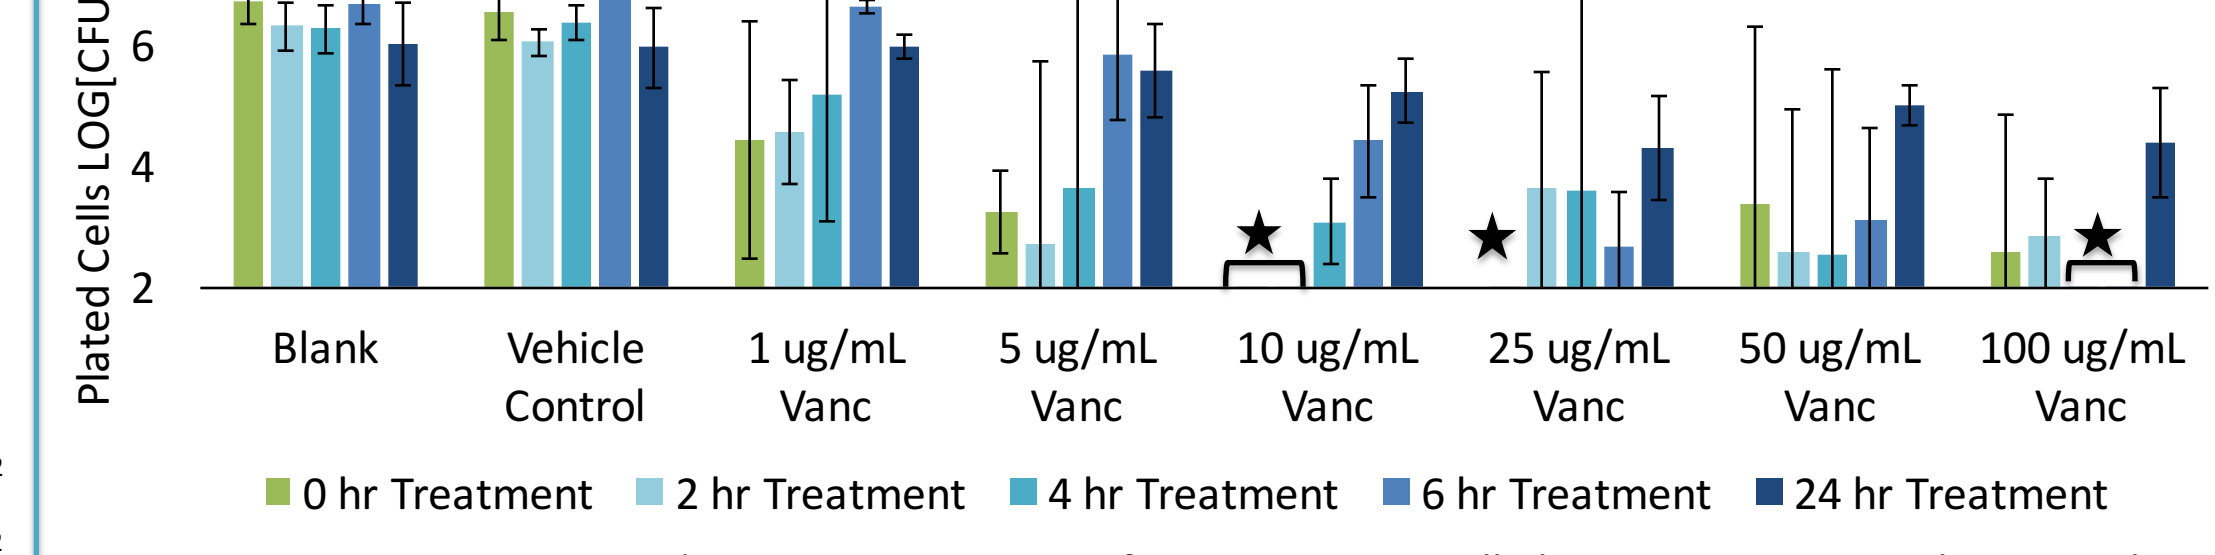 Plated Cells LOG[CFU
6
4
2
Blank
Vehicle
Control
1 ug/mL
Vanc
5 ug/mL
Vanc
10 ug/mL
Vanc
25 ug/mL
Vanc
50 ug/mL
Vanc
100 ug/mL
Vanc
0 hr Treatment 2 hr Treatment 4 hr Treatment 6 hr Treatment 24 hr Treatment